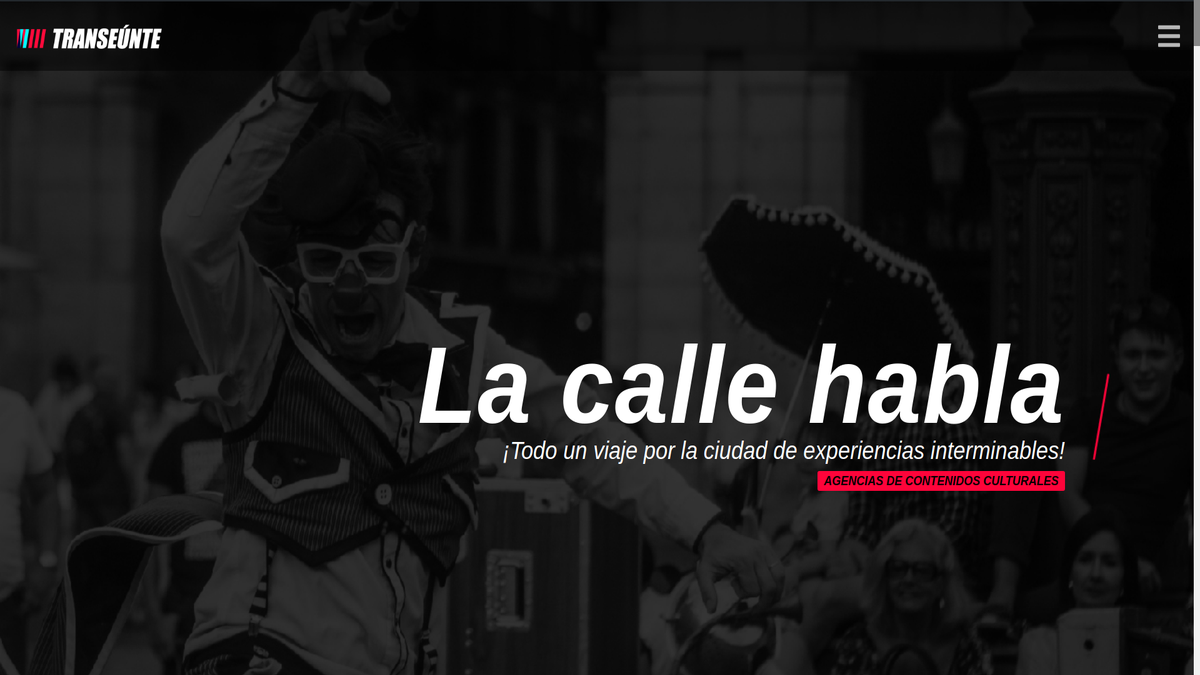 TRANSEÚNTE
La calle habla
¡Todo un viaje por la ciudad de experiencias interminables!
AGENCIAS DE CONTENIDOS CULTURALES